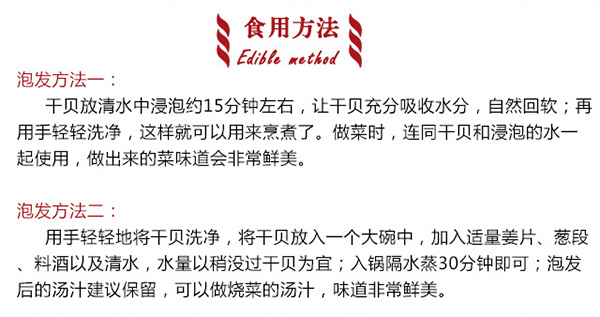 食用方法
Edible method
泡发方法一：
干贝放清水中浸泡约15分钟左右，让干贝充分吸收水分，自然回软；再
用手轻轻洗净，这样就可以用来烹煮了。做菜时，连同干贝和浸泡的水一
起使用，做出来的菜味道会非常鲜美。
泡发方法二：
用手轻轻地将干贝洗净，将干贝放入一个大碗中，加入适量姜片、葱段
、料酒以及清水，水量以稍没过干贝为宜；入锅隔水蒸30分钟即可；泡发
后的汤汁建议保留，可以做烧菜的汤汁，味道非常鲜美。